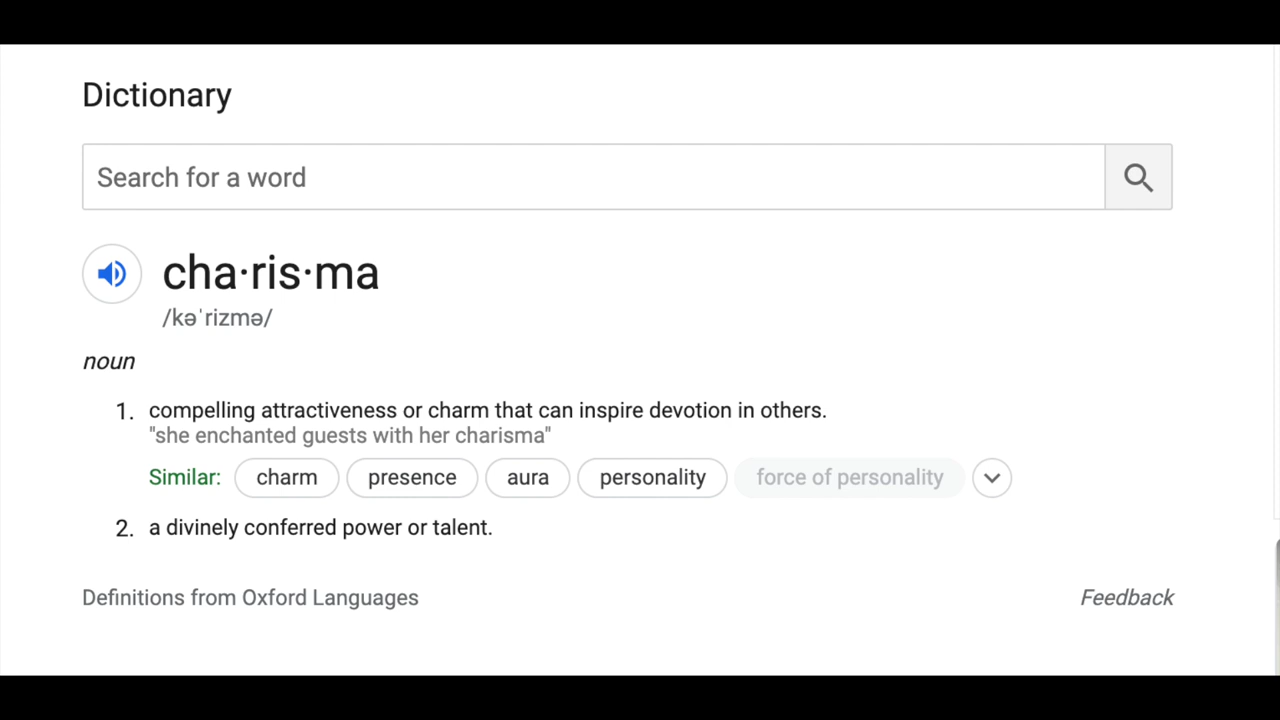 Dictionary
Search for a word
cha·ris·ma
/kəˈrizmə/
noun
1. compelling attractiveness or charm that can inspire devotion in others.
"she enchanted guests with her charisma"
Similar: charm presence aura personality force of personality
2. a divinely conferred power or talent.
Definitions from Oxford Languages Feedback